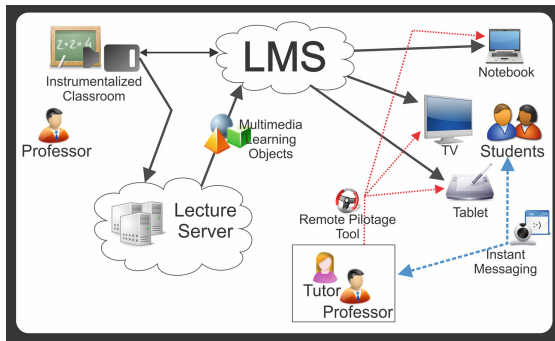 2+2=4
Instrumentalized
Classroom
Professor
LMS
Multimedia
Learning
Objects
Lecture
Server
Notebook
TV
Students
Tablet
Remote Pilotage
Tool
:-)
Instant
Messaging
Tutor
Professor